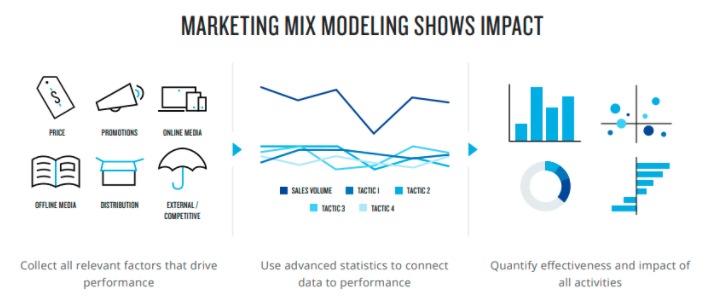 MARKETING MIX MODELING SHOWS IMPACT
$
PRICE
PROMOTIONS
ONLINE MEDIA
OFFLINE MEDIA
DISTRIBUTION
EXTERNAL /
COMPETITIVE
SALES VOLUME
TACTIC 1
TACTIC 2
TACTIC 3
TACTIC 4
Collect all relevant factors that drive
performance
Use advanced statistics to connect
data to performance
Quantify effectiveness and impact of
all activities